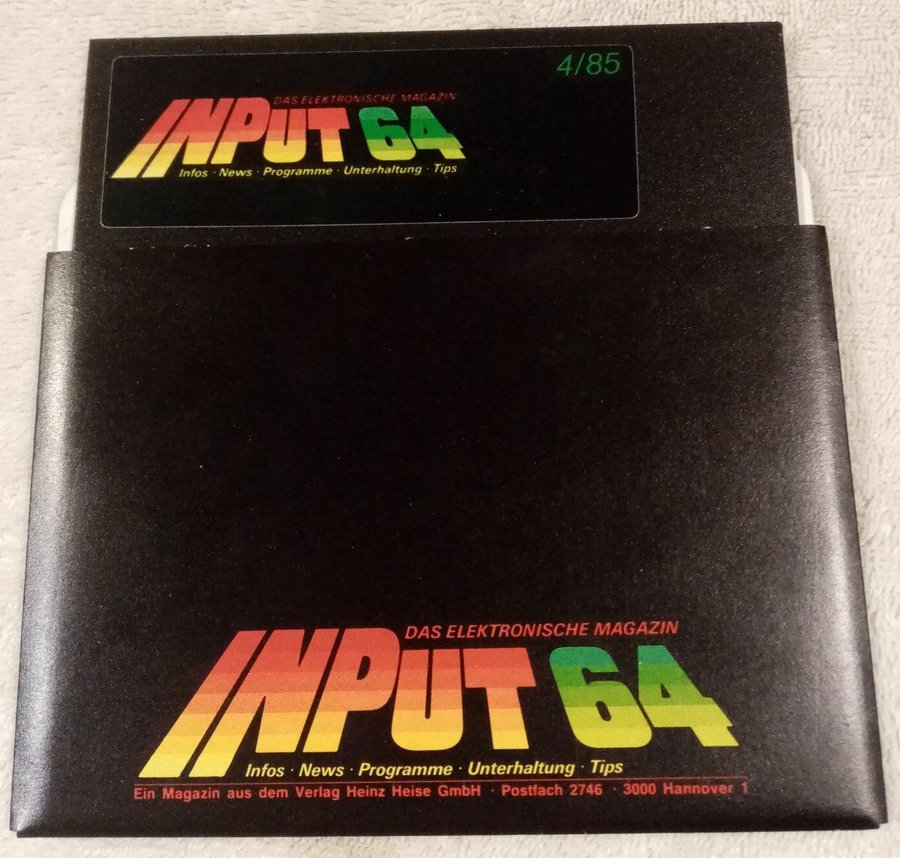 4/85
DAS ELEKTRONISCHE MAGAZIN
INPUT 64
Infos · News · Programme · Unterhaltung · Tips
DAS ELEKTRONISCHE MAGAZIN
INPUT 64
Infos · News · Programme · Unterhaltung · Tips
Ein Magazin aus dem Verlag Heinz Heise GmbH · Postfach 2746 · 3000 Hannover 1